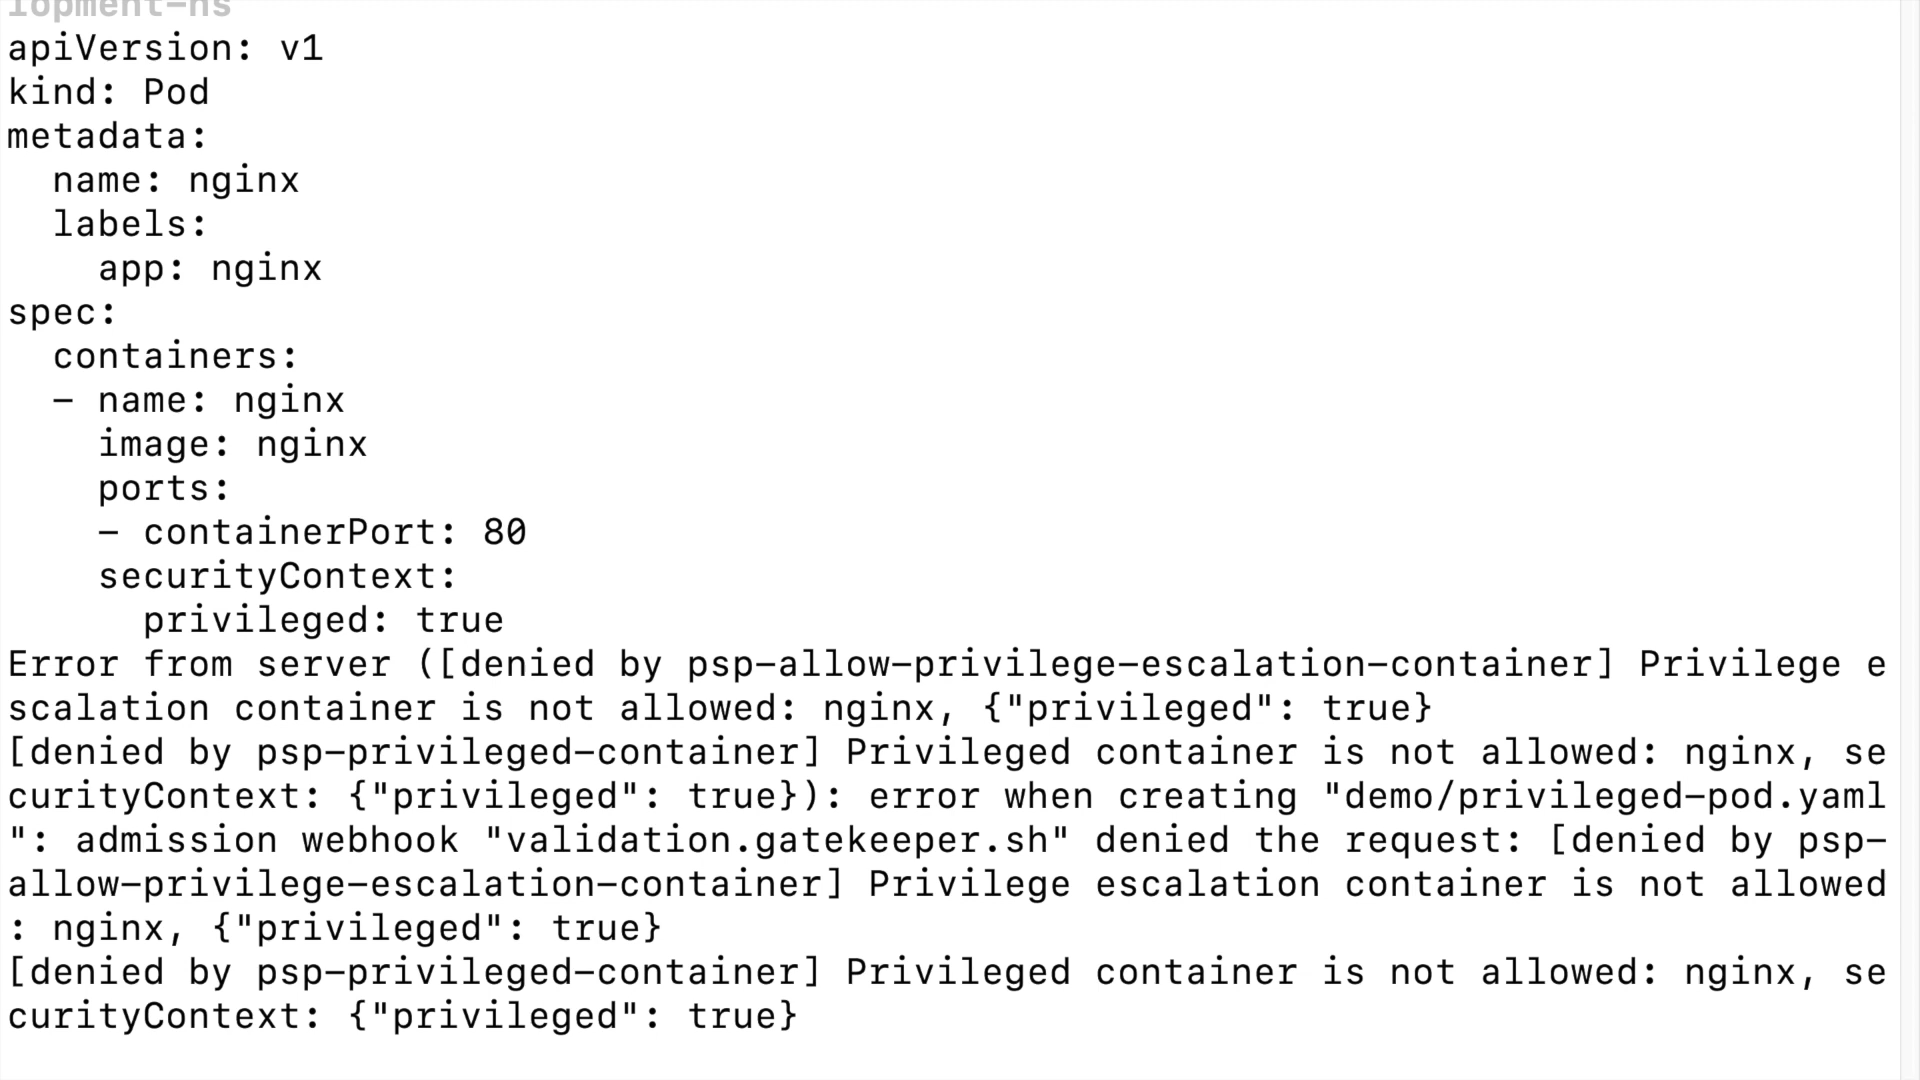 lopment-ns
apiVersion: v1
kind: Pod
metadata:
  name: nginx
  labels:
    app: nginx
spec:
  containers:
  – name: nginx
    image: nginx
    ports:
    – containerPort: 80
    securityContext:
      privileged: true
Error from server ([denied by psp-allow-privilege-escalation-container] Privilege e
scalation container is not allowed: nginx, {"privileged": true}
[denied by psp-privileged-container] Privileged container is not allowed: nginx, se
curityContext: {"privileged": true}): error when creating "demo/privileged-pod.yaml
": admission webhook "validation.gatekeeper.sh" denied the request: [denied by psp-
allow-privilege-escalation-container] Privilege escalation container is not allowed
: nginx, {"privileged": true}
[denied by psp-privileged-container] Privileged container is not allowed: nginx, se
curityContext: {"privileged": true}